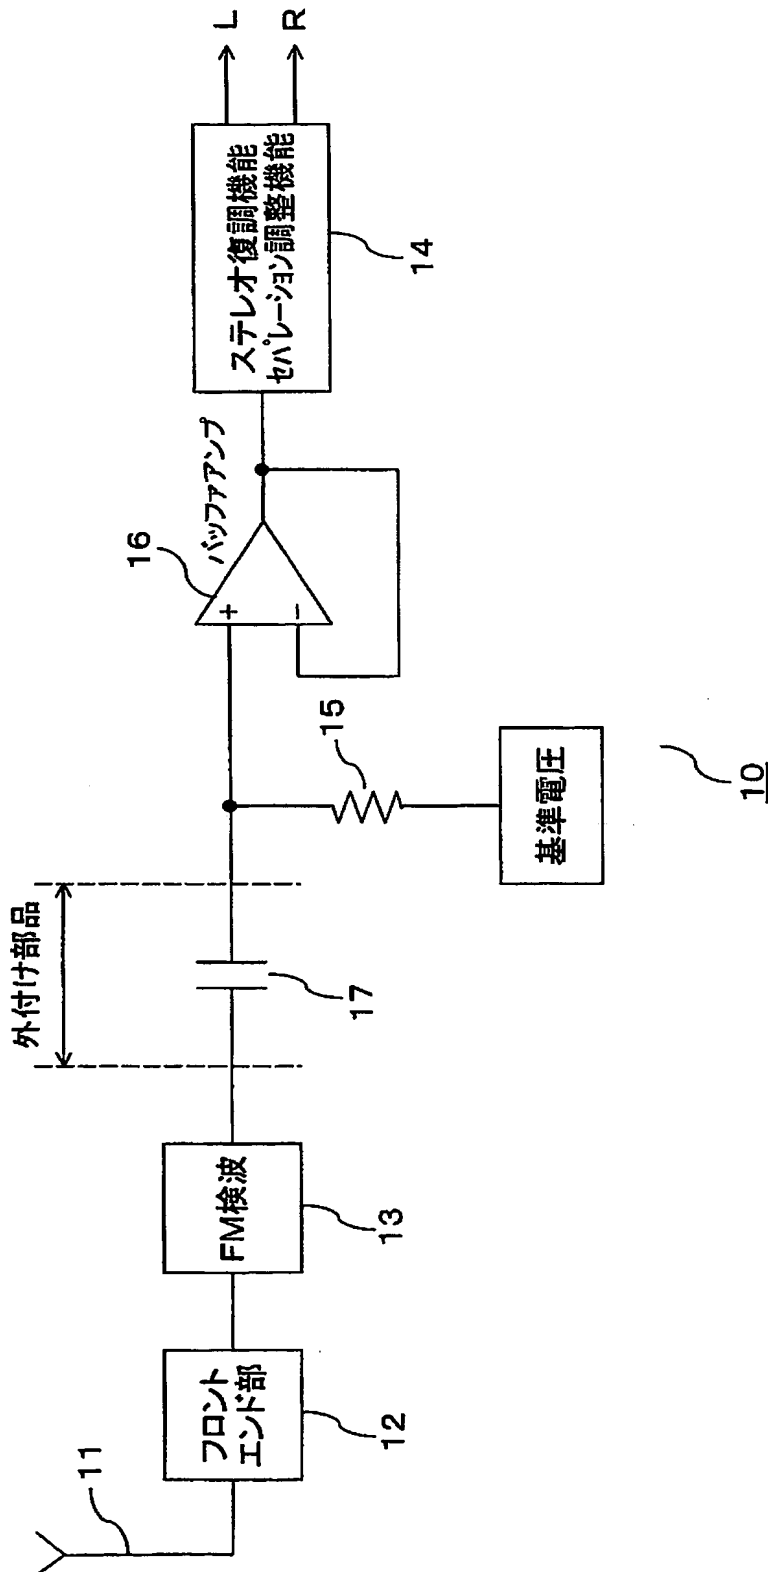 11
フロント
エンド部
12
FM検波
13
外付け部品
17
15
基準電圧
16
バッファアンプ
+
−
ステレオ復調機能
セパレーション調整機能
14
L
R
10